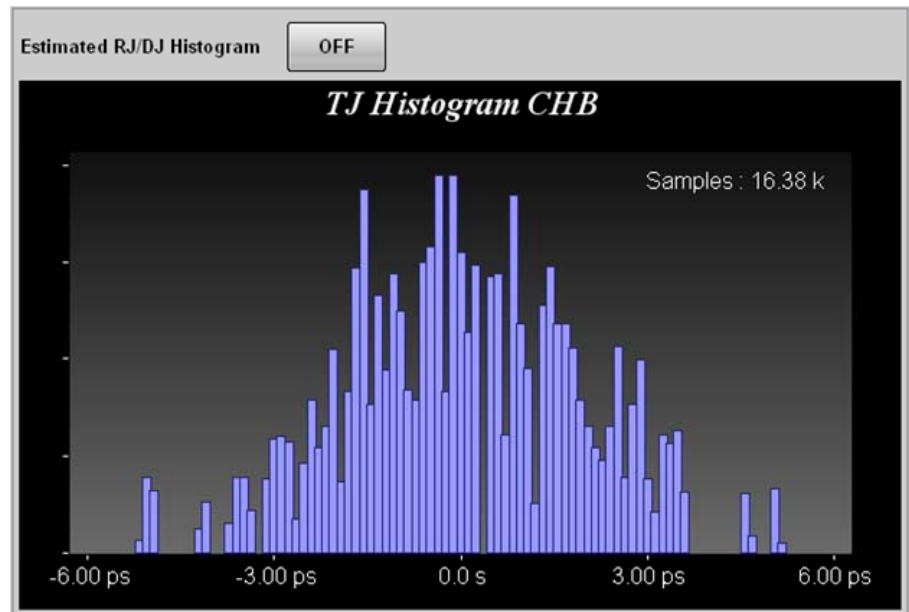 Estimated RJ/DJ Histogram OFF
TJ Histogram CHB
Samples : 16.38 k
-6.00 ps -3.00 ps 0.0 s 3.00 ps 6.00 ps